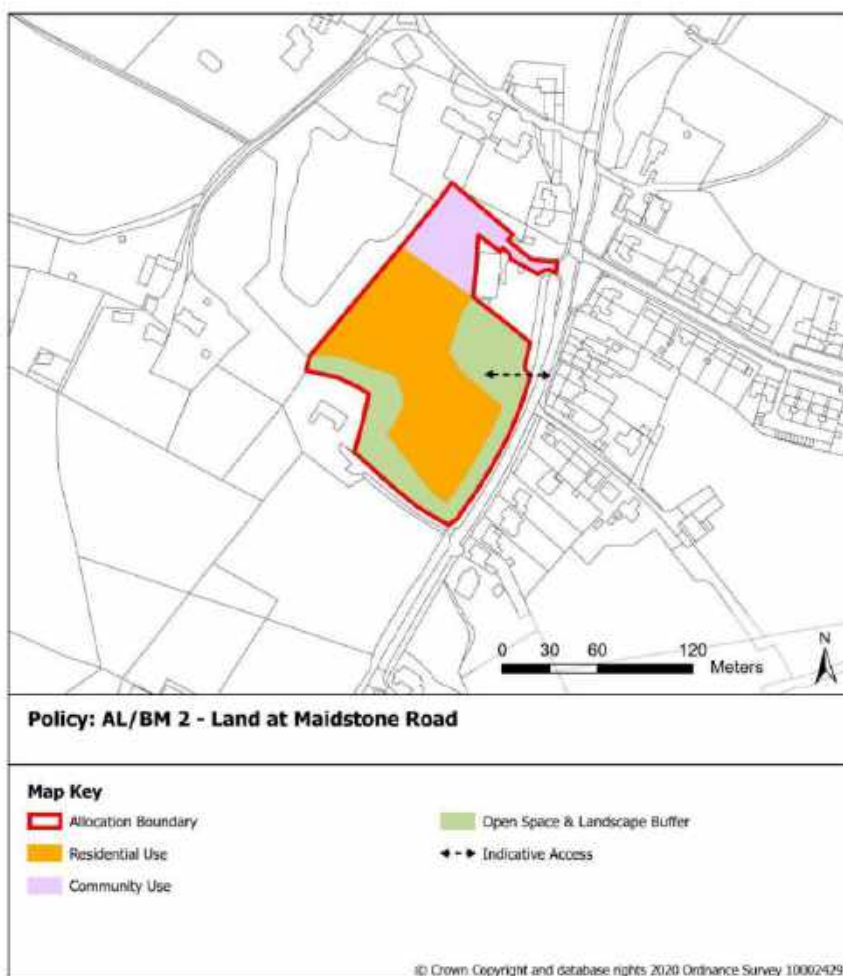 N
0 30 60 120
Meters
Policy: AL/BM 2 - Land at Maidstone Road
Map Key
Allocation Boundary
Residential Use
Community Use
Open Space & Landscape Buffer
Indicative Access
© Crown Copyright and database rights 2020 Ordnance Survey 10002429